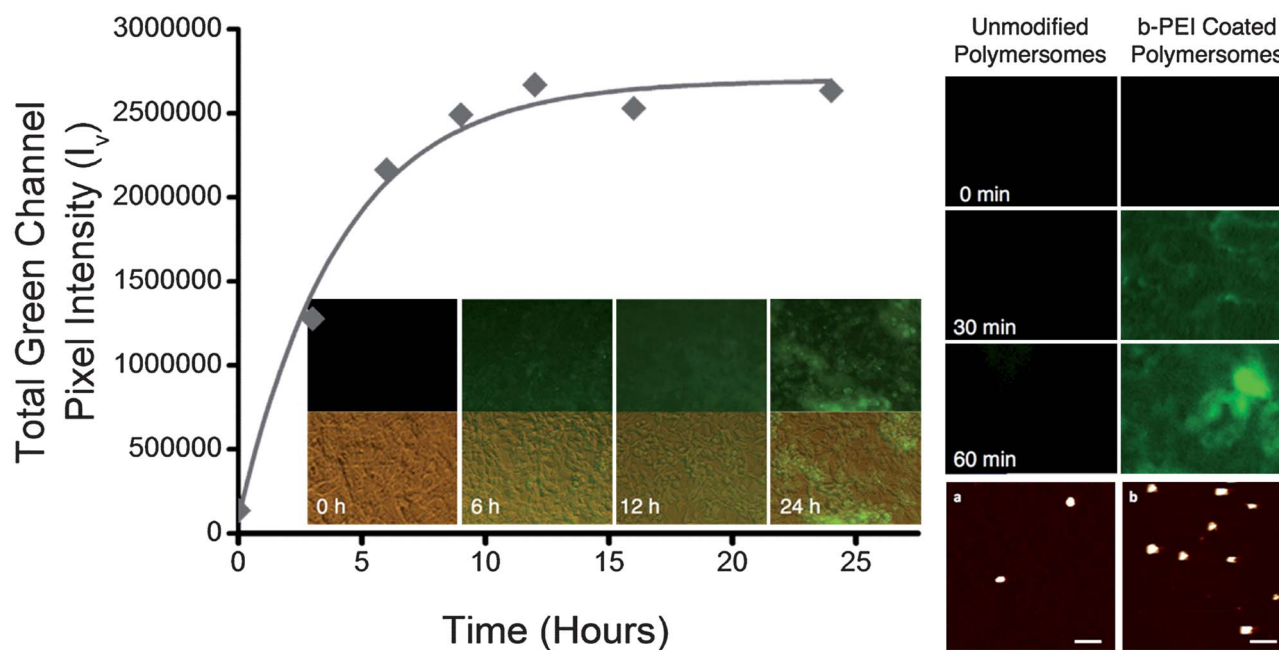 Total Green Channel
Pixel Intensity (Iv)
3000000
2500000
2000000
1500000
1000000
500000
0
0 h
6 h
12 h
24 h
0
5
10
15
20
25
Time (Hours)
Unmodified
Polymersomes
b-PEI Coated
Polymersomes
0 min
30 min
60 min
a
b